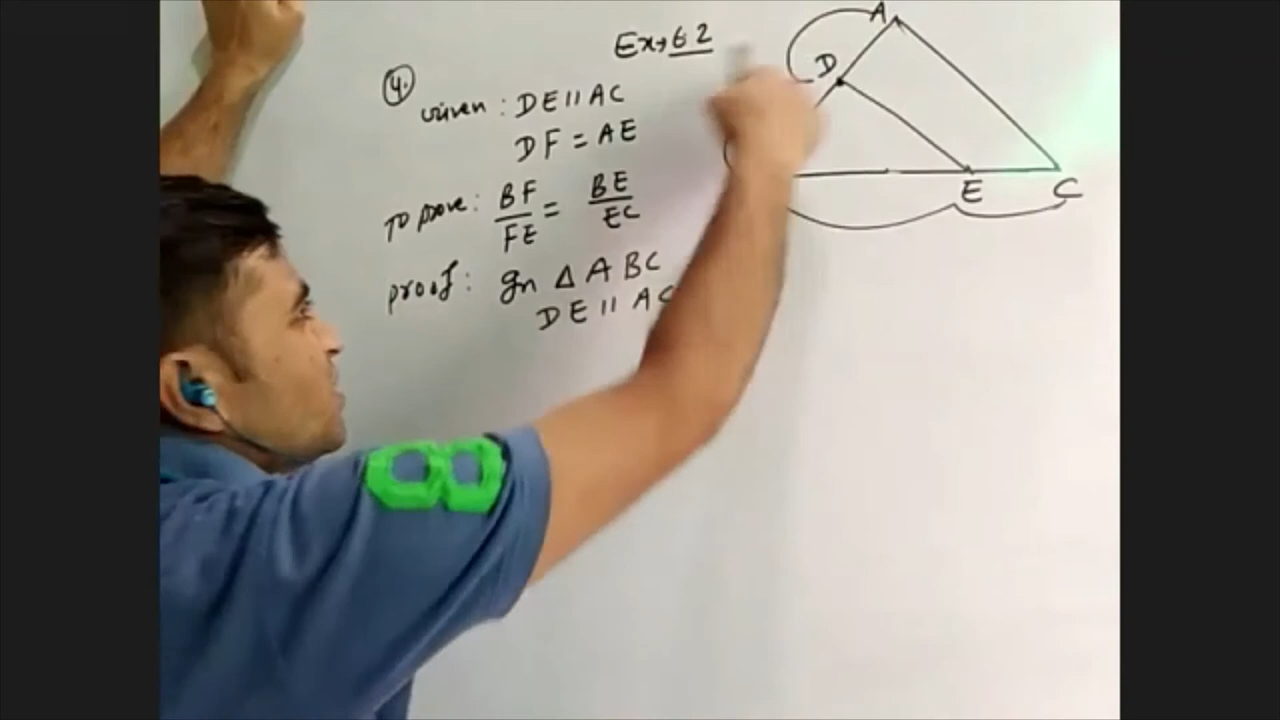 Ex→6 2
4.
Given : DE || AC
DF = AE
To prove : BF/FE = BE/EC
proof : In Δ ABC
DE || AC
A
D
E
C